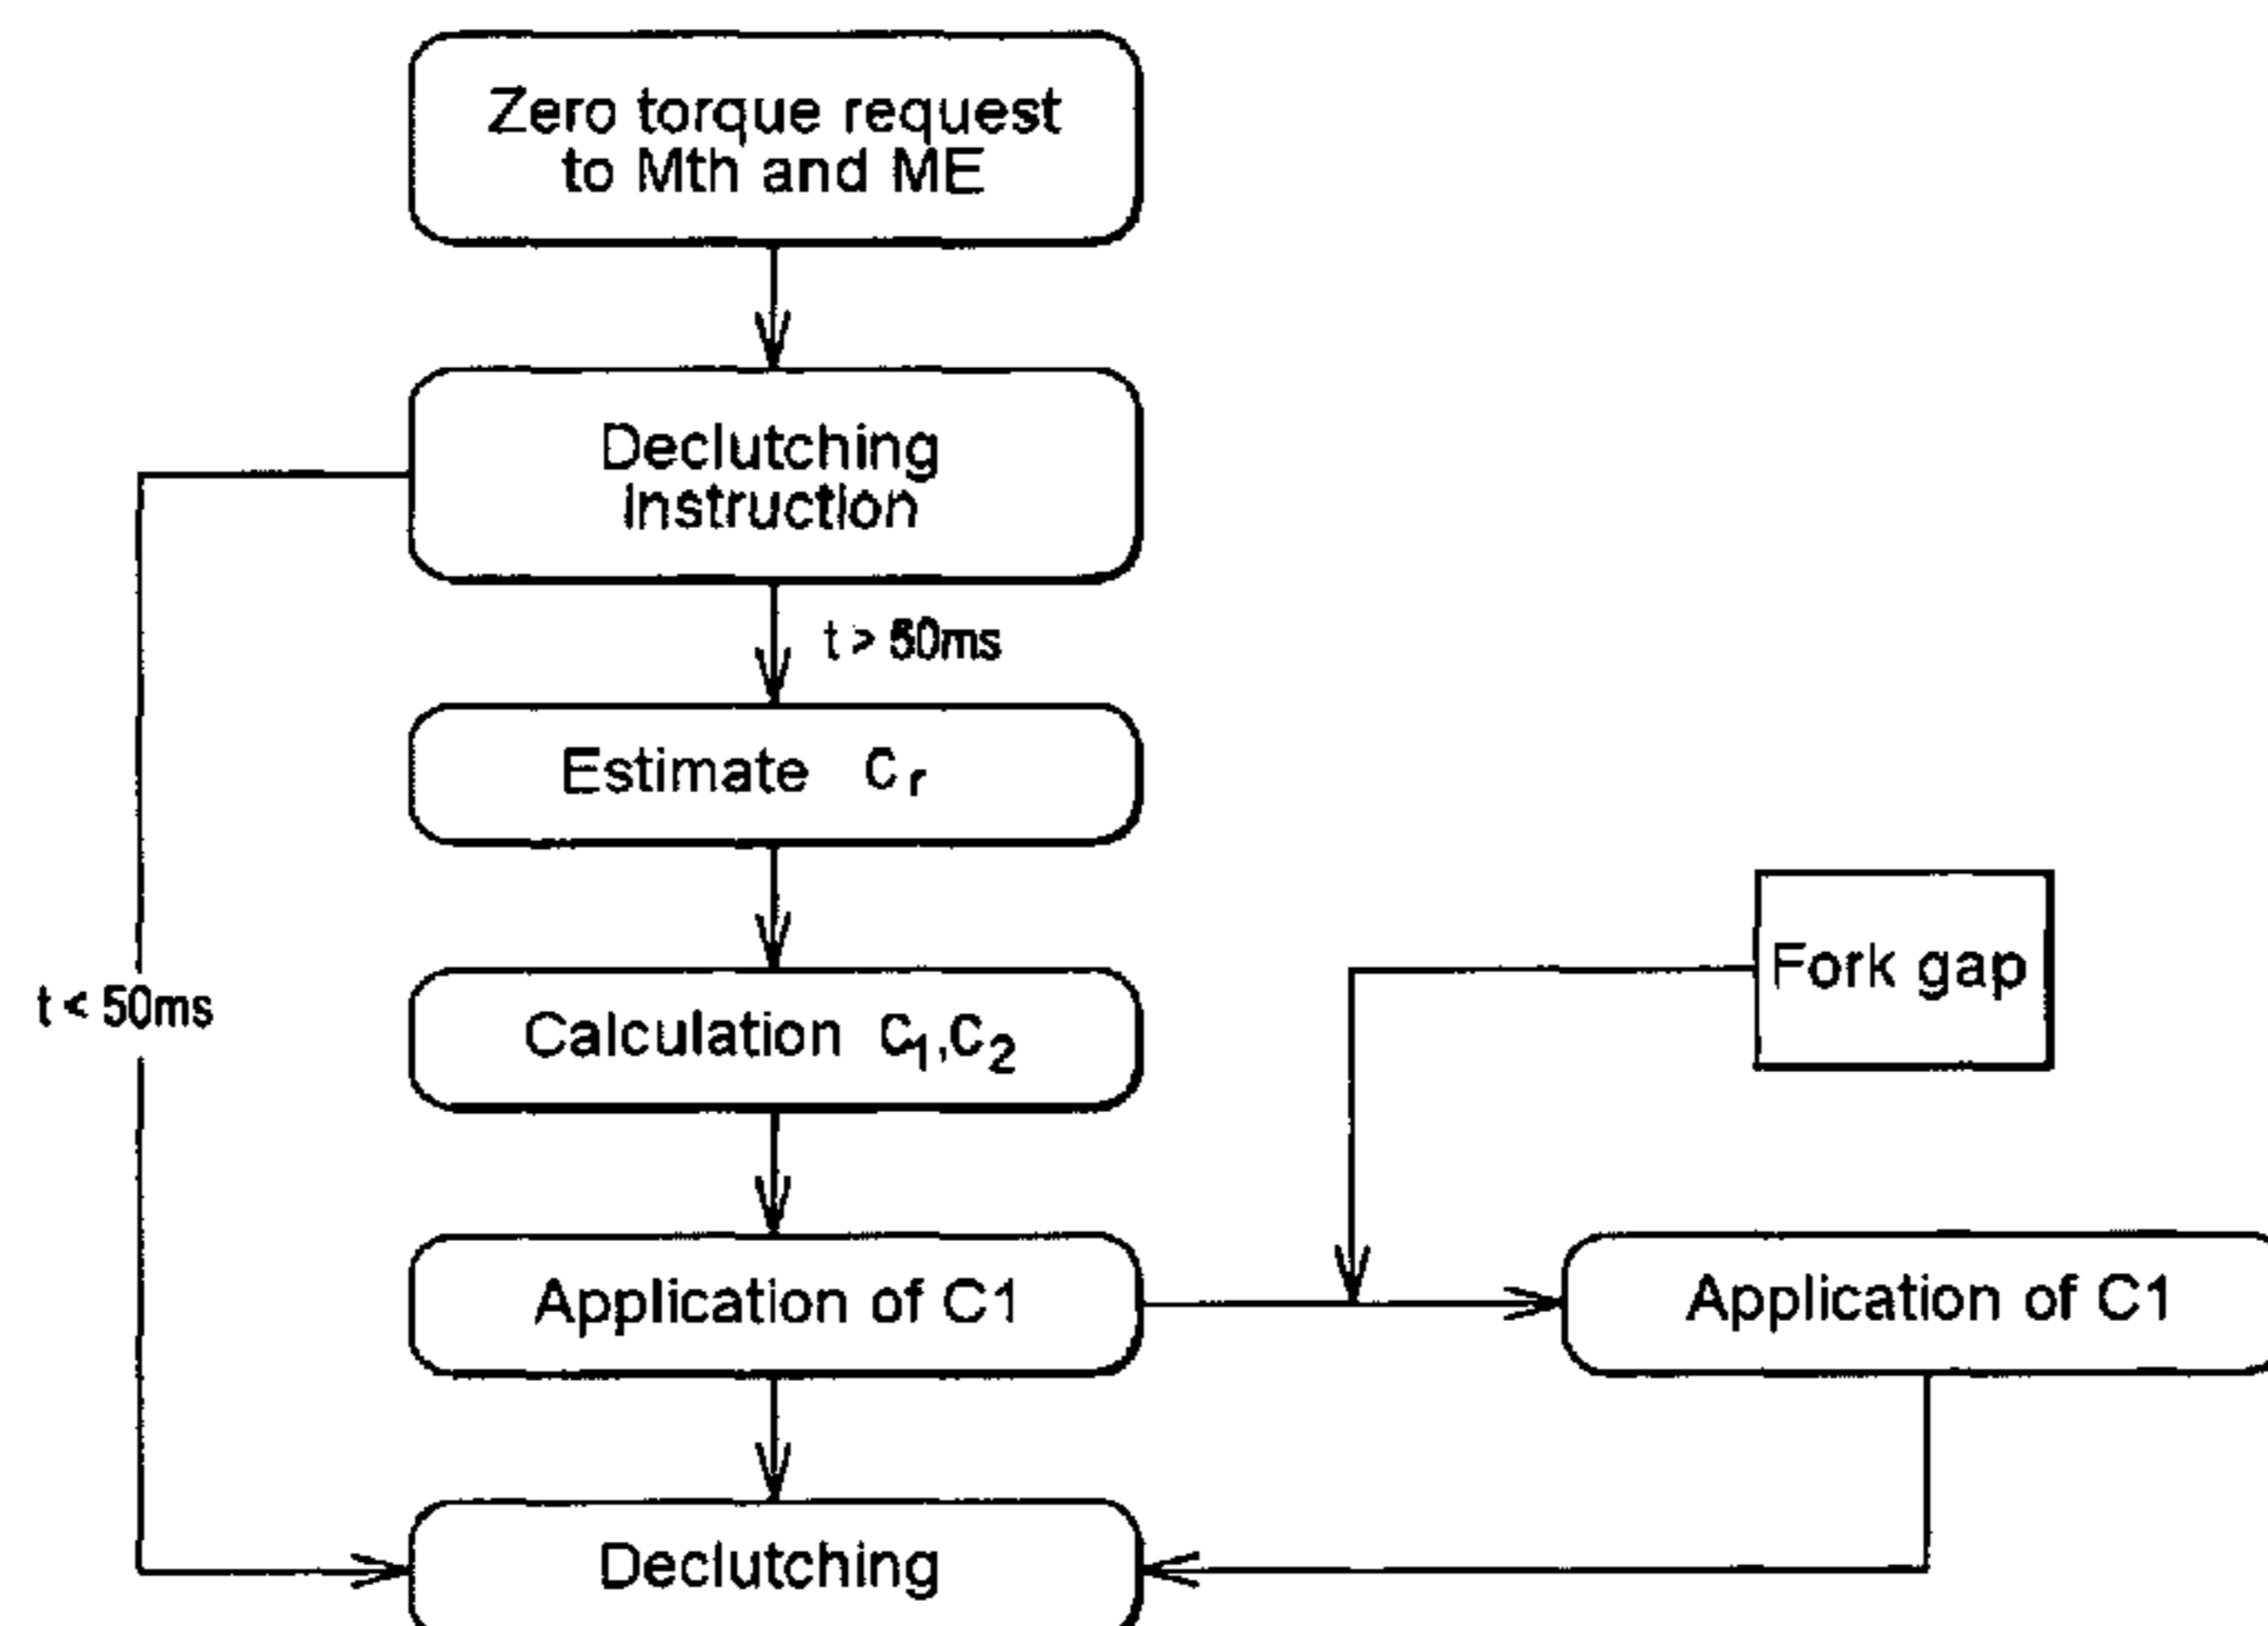 Zero torque request
to Mth and ME
Declutching
Instruction
t > 50ms
Estimate Cr
t < 50ms
Calculation C1,C2
Fork gap
Application of C1
Application of C1
Declutching